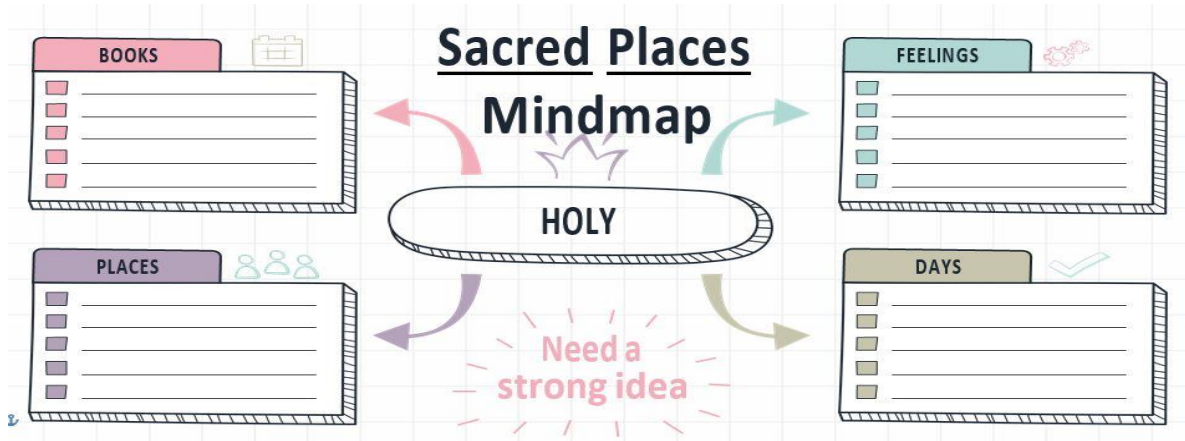 Sacred Places
Mindmap
BOOKS
FEELINGS
HOLY
PLACES
DAYS
Need a
strong idea